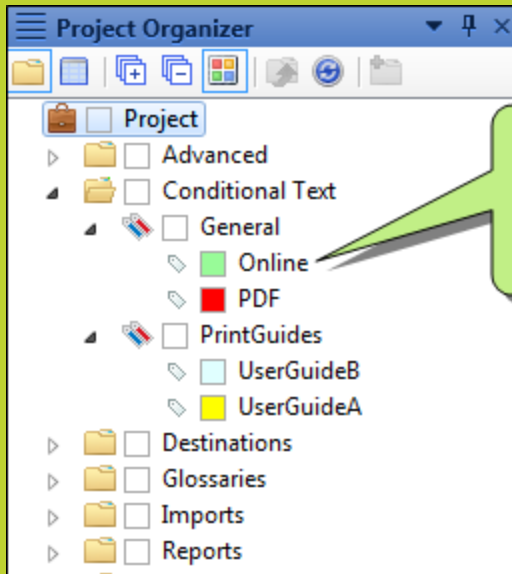 Project Organizer
Project
Advanced
Conditional Text
General
Online
PDF
PrintGuides
UserGuideB
UserGuideA
Destinations
Glossaries
Imports
Reports